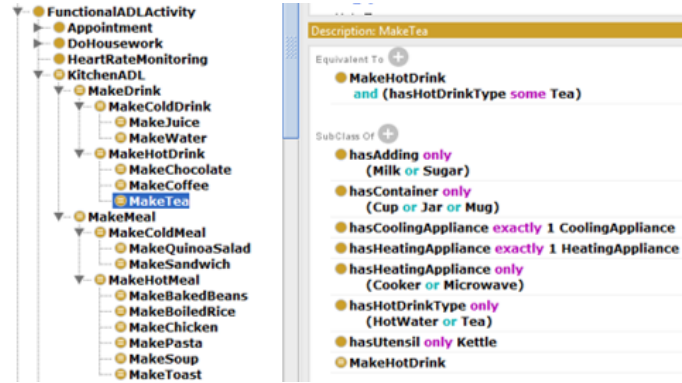 FunctionalADLActivity
Appointment
DoHousework
HeartRateMonitoring
KitchenADL
MakeDrink
MakeColdDrink
MakeJuice
MakeWater
MakeHotDrink
MakeChocolate
MakeCoffee
MakeTea
MakeMeal
MakeColdMeal
MakeQuinoaSalad
MakeSandwich
MakeHotMeal
MakeBakedBeans
MakeBoiledRice
MakeChicken
MakePasta
MakeSoup
MakeToast
Description: MakeTea
Equivalent To
MakeHotDrink
and (hasHotDrinkType some Tea)
SubClass Of
hasAdding only
(Milk or Sugar)
hasContainer only
(Cup or Jar or Mug)
hasCoolingAppliance exactly 1 CoolingAppliance
hasHeatingAppliance exactly 1 HeatingAppliance
hasHeatingAppliance only
(Cooker or Microwave)
hasHotDrinkType only
(HotWater or Tea)
hasUtensil only Kettle
MakeHotDrink